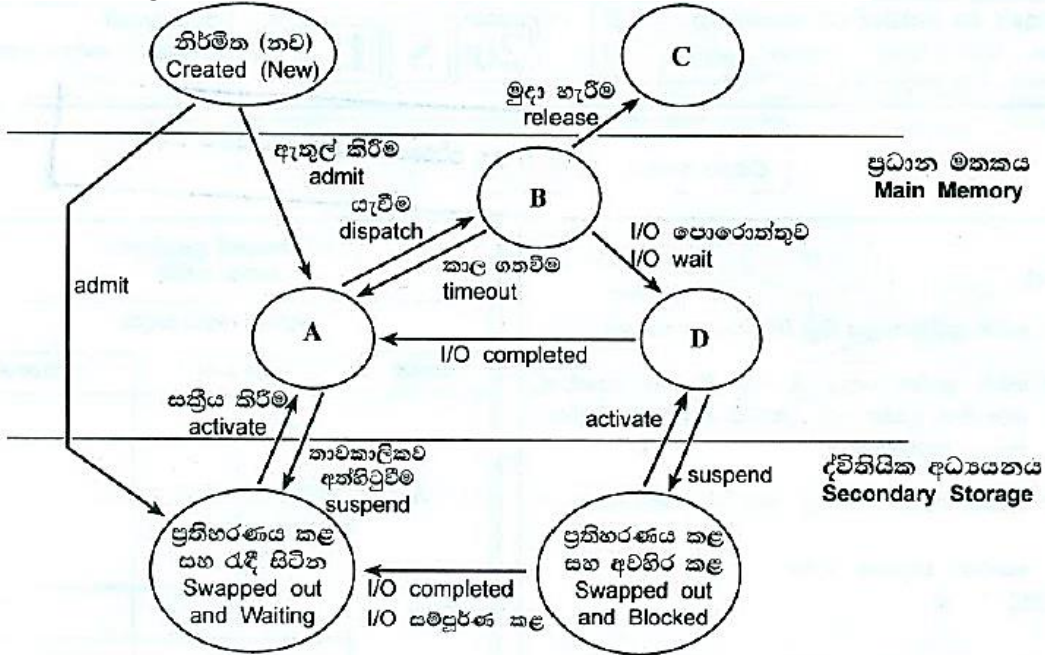 නිර්මිත (නව)
Created (New)
C
මුදා හැරීම
release
ඇතුල් කිරීම
admit
ප්‍රධාන මතකය
Main Memory
B
යැවීම
dispatch
I/O පොරොත්තුව
I/O wait
කාල ගතවීම
timeout
admit
A
D
I/O completed
සක්‍රීය කිරීම
activate
activate
තාවකාලිකව
අත්හිටුවීම
suspend
suspend
ද්විතියික අධ්‍යයනය
Secondary Storage
ප්‍රතිහරණය කළ
සහ රැඳී සිටින
Swapped out
and Waiting
I/O completed
I/O සම්පූර්ණ කළ
ප්‍රතිහරණය කළ
සහ අවහිර කළ
Swapped out
and Blocked